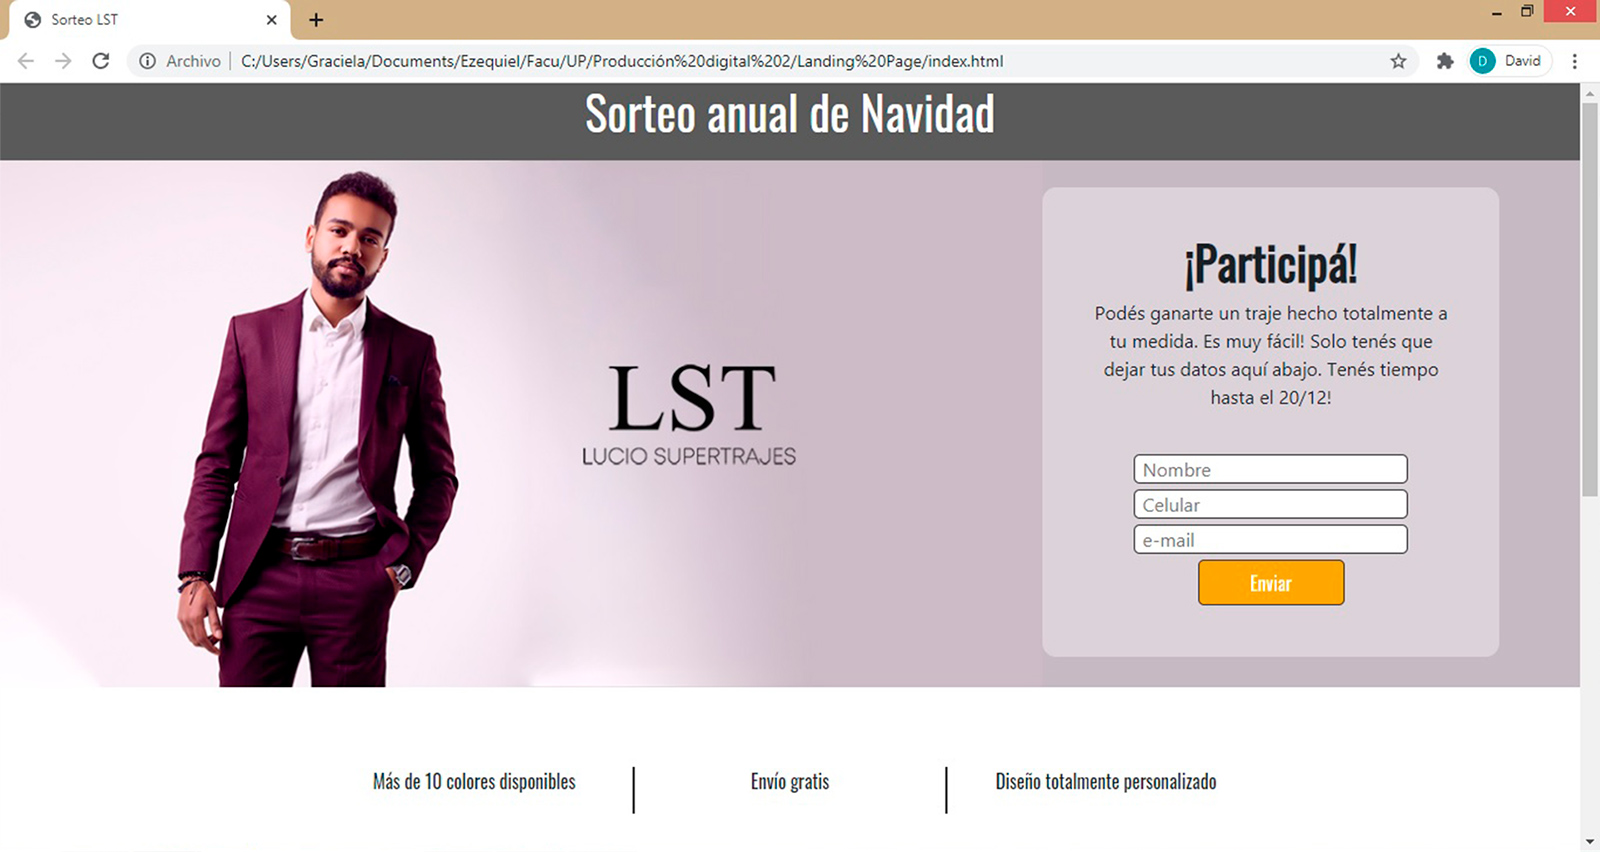 Sorteo LST
Archivo
C:/Users/Graciela/Documents/Ezequiel/Facu/UP/Producción%20digital%202/Landing%20Page/index.html
D
David
Sorteo anual de Navidad
LST
LUCIO SUPERTRAJES
¡Participá!
Podés ganarte un traje hecho totalmente a
tu medida. Es muy fácil! Solo tenés que
dejar tus datos aquí abajo. Tenés tiempo
hasta el 20/12!
Nombre
Celular
e-mail
Enviar
Más de 10 colores disponibles
Envío gratis
Diseño totalmente personalizado